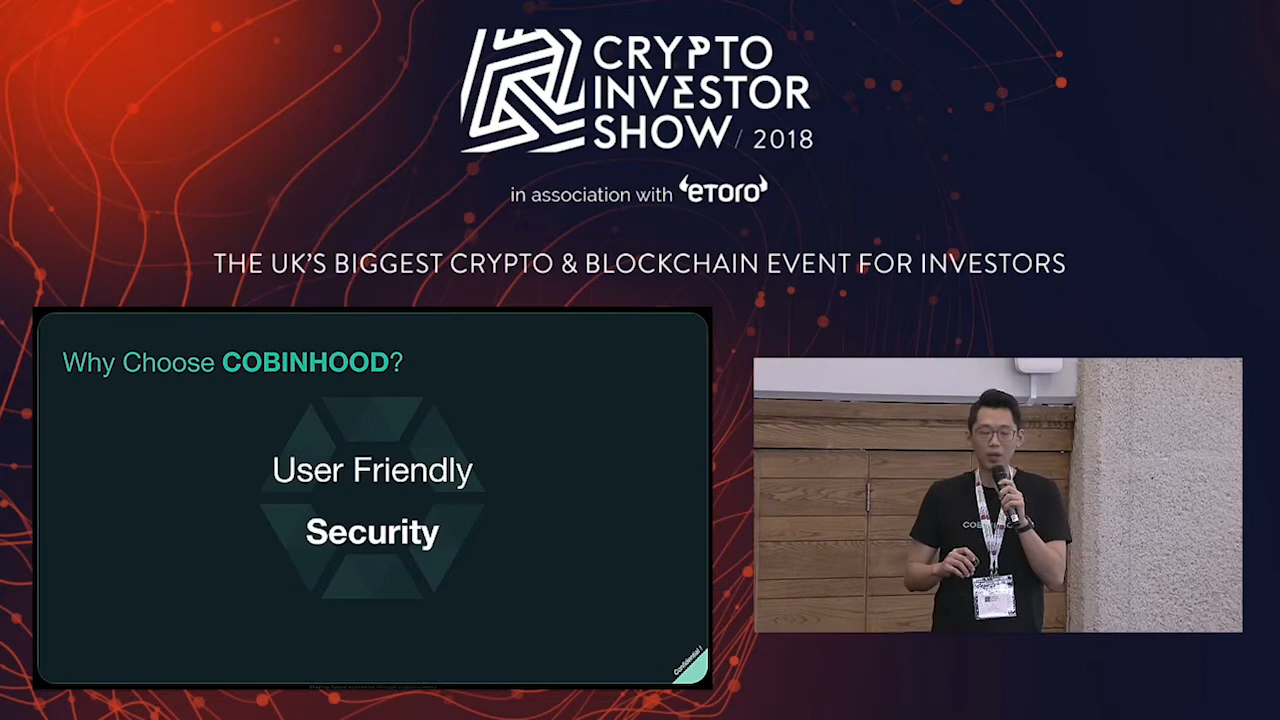 CRYPTO
INVESTOR
SHOW / 2018
in association with eTORO
THE UK'S BIGGEST CRYPTO & BLOCKCHAIN EVENT FOR INVESTORS
Why Choose COBINHOOD?
User Friendly
Security
Confidential !